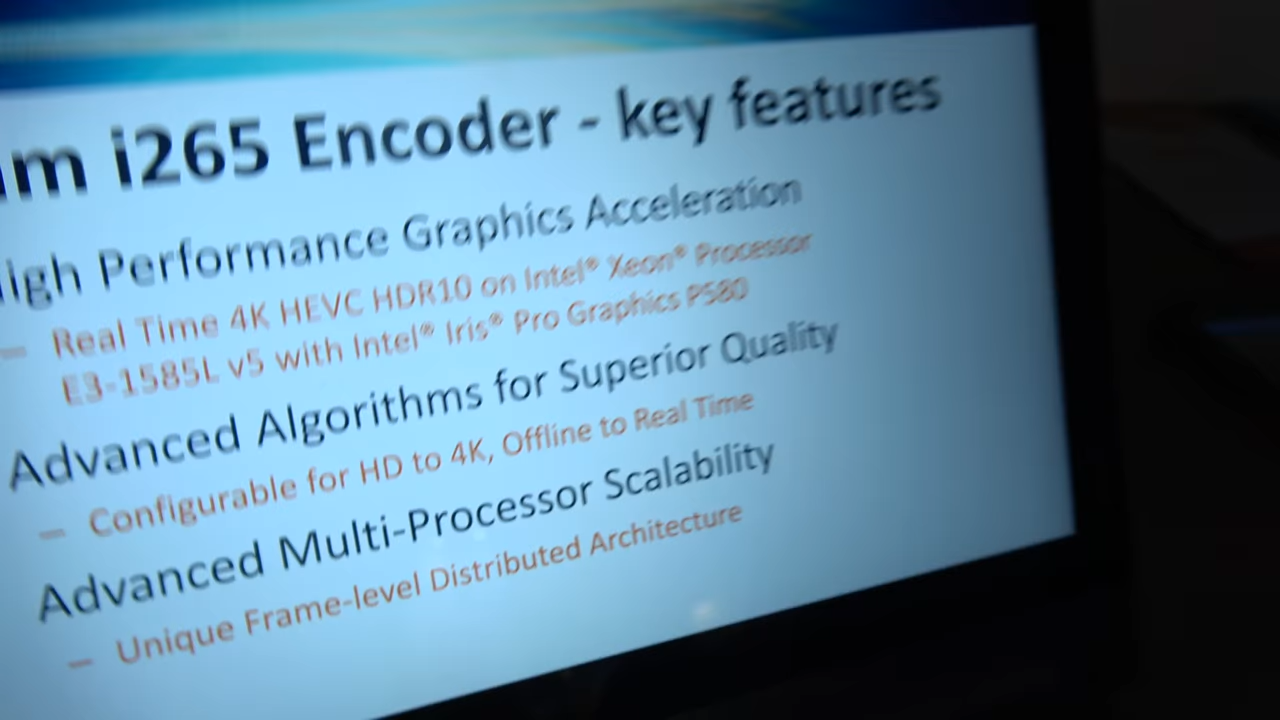 m i265 Encoder - key features
High Performance Graphics Acceleration
– Real Time 4K HEVC HDR10 on Intel® Xeon® Processor
E3-1585L v5 with Intel® Iris® Pro Graphics P580
Advanced Algorithms for Superior Quality
– Configurable for HD to 4K, Offline to Real Time
Advanced Multi-Processor Scalability
– Unique Frame-level Distributed Architecture